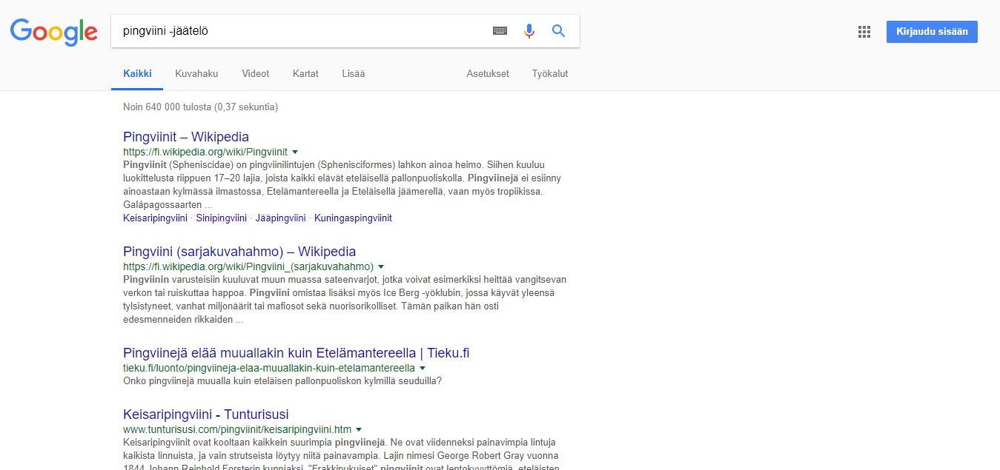 Google
pingviini -jäätelö
Kirjaudu sisään
Kaikki Kuvahaku Videot Kartat Lisää Asetukset Työkalut
Noin 640 000 tulosta (0,37 sekuntia)
Pingviinit – Wikipedia
https://fi.wikipedia.org/wiki/Pingviinit
Pingviinit (Spheniscidae) on pingviinilintujen (Sphenisciformes) lahkon ainoa heimo. Siihen kuuluu
luokittelusta riippuen 17–20 lajia, joista kaikki elävät eteläisellä pallonpuoliskolla. Pingviinejä ei esiinny
ainoastaan kylmässä ilmastossa, Etelämantereella ja Eteläisellä jäämerellä, vaan myös tropiikissa.
Galápagossaarten ...
Keisaripingviini · Sinipingviini · Jääpingviini · Kuningaspingviinit
Pingviini (sarjakuvahahmo) – Wikipedia
https://fi.wikipedia.org/wiki/Pingviini_(sarjakuvahahmo)
Pingviinin varusteisiin kuuluvat muun muassa sateenvarjot, jotka voivat esimerkiksi heittää vangitsevan
verkon tai ruiskuttaa happoa. Pingviini omistaa lisäksi myös Ice Berg -yöklubin, jossa käyvät yleensä
tylsistyneet, vanhat miljonäärit tai mafiosot sekä nuorisorikolliset. Tämän paikan hän osti
edesmenneiden rikkaiden ...
Pingviinejä elää muuallakin kuin Etelämantereella | Tieku.fi
tieku.fi/luonto/pingviineja-elaa-muuallakin-kuin-etelamantereella
Onko pingviinejä muualla kuin eteläisen pallonpuoliskon kylmillä seuduilla?
Keisaripingviini - Tunturisusi
www.tunturisusi.com/pingviinit/keisaripingviini.htm
Keisaripingviinit ovat kooltaan kaikkein suurimpia pingviinejä. Ne ovat viidenneksi painavimpia lintuja
kaikista linnuista, ja vain strutseista löytyy niitä painavampia. Lajin nimesi George Robert Gray vuonna
1844 Johann Reinhold Forsterin kunniaksi. "Frakkipukuiset" pingviinit ovat lentokyvyttömiä, eteläisten